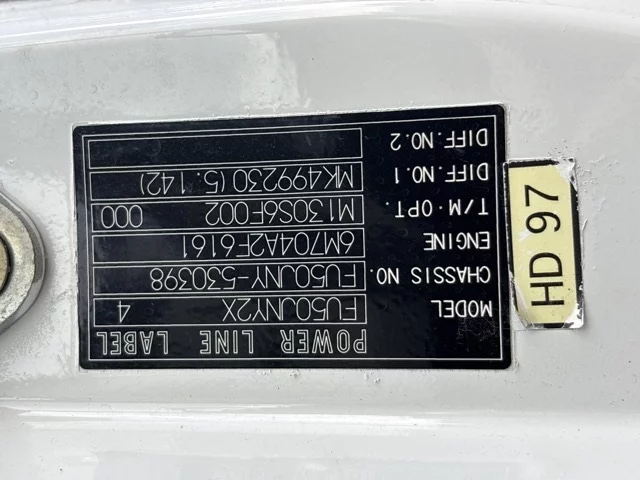 POWER LINE LABEL
MODEL FU50JNY2X 4
CHASSIS NO. FU50JNY-530398
ENGINE 6M704A2F6161
T/M·OPT. M130S6F002 000
DIFF.NO.1 MK499230 (5.142)
DIFF.NO.2
HD 97